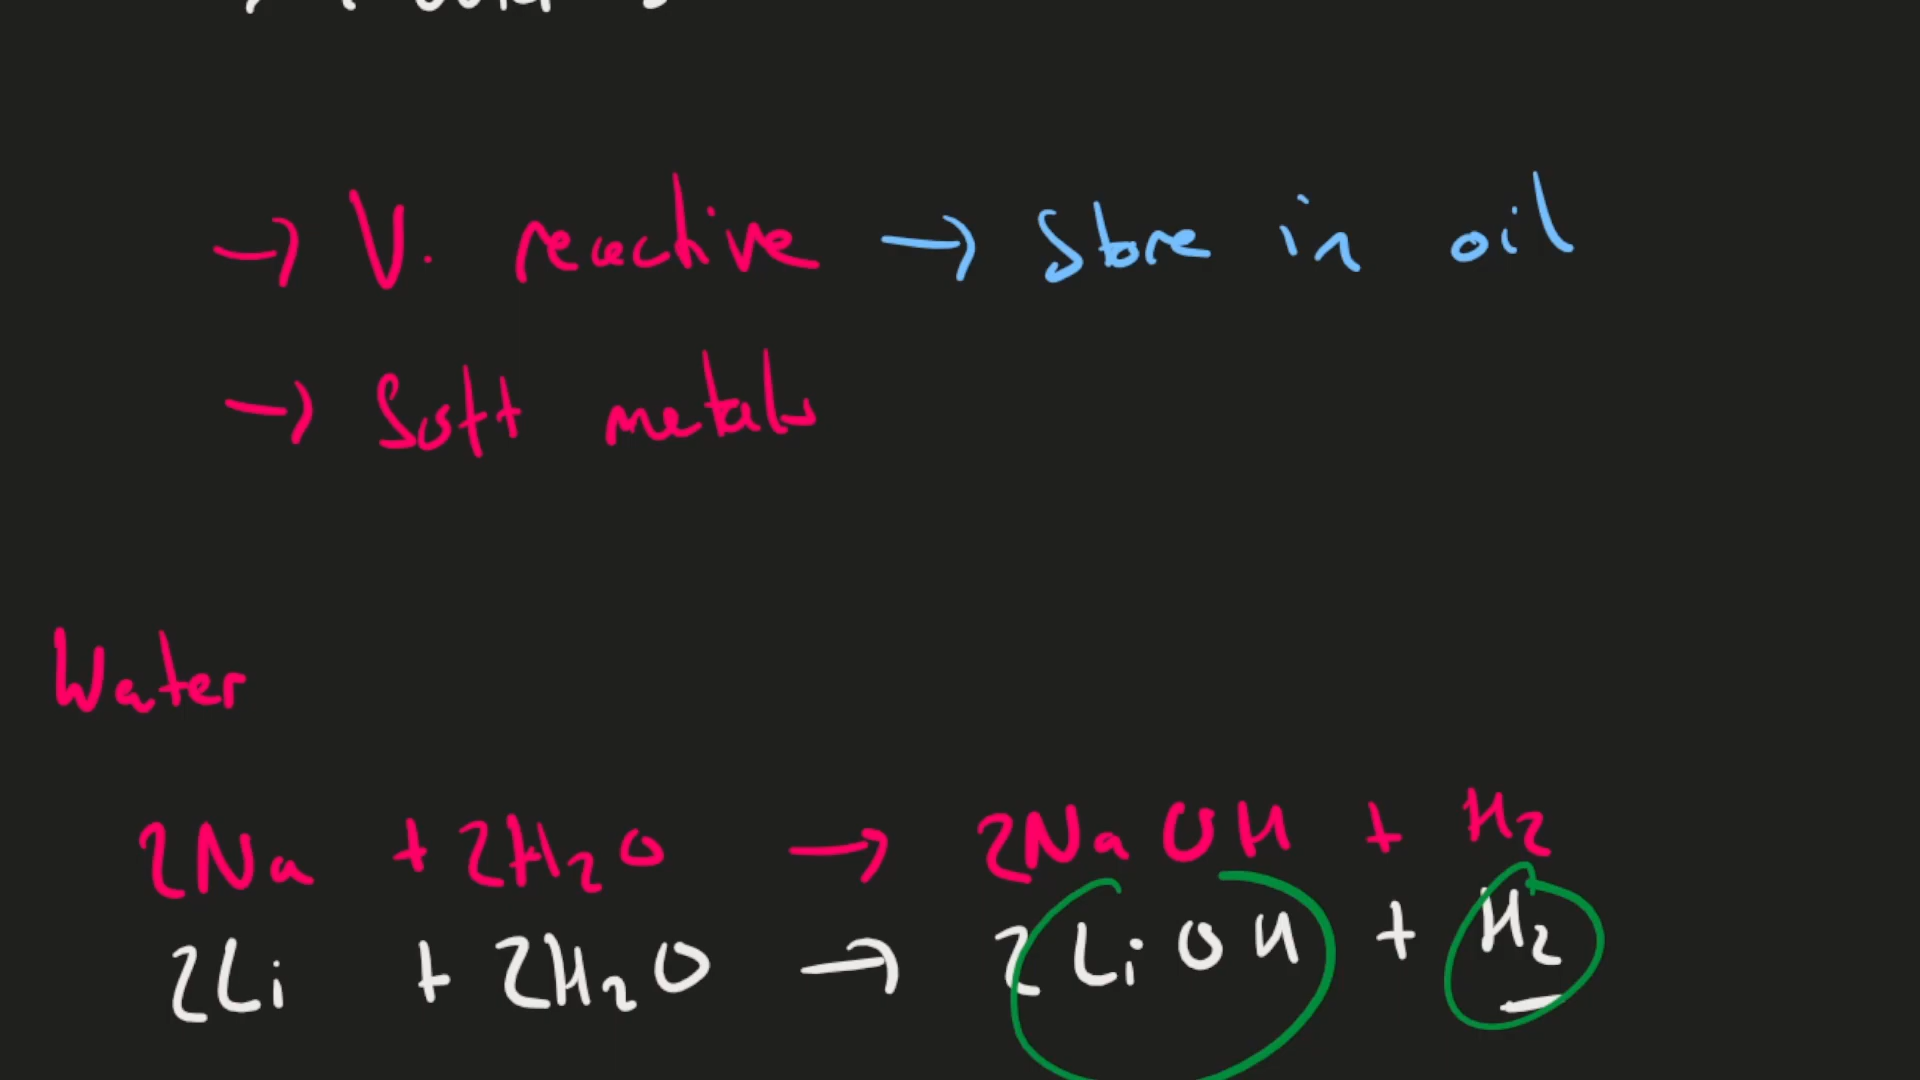 → V. reactive → Store in oil
→ Soft metals
Water
2Na + 2H₂O → 2NaOH + H₂
2Li + 2H₂O → 2LiOH + H₂